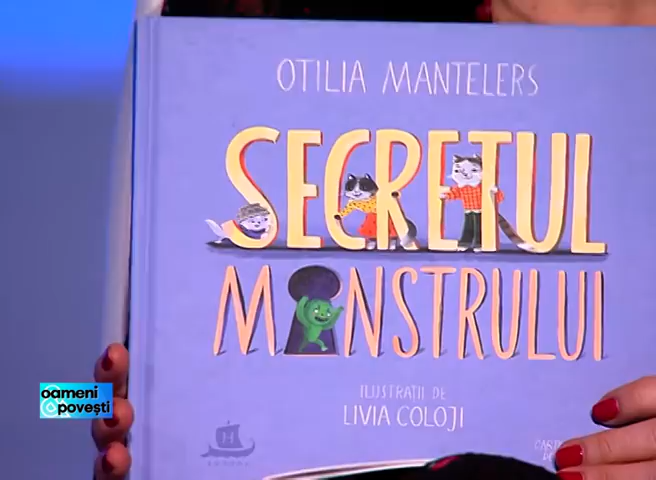 OTILIA MANTELERS
SECRETUL
MONSTRULUI
ILUSTRAȚII DE
LIVIA COLOJI
oameni
& povești
H